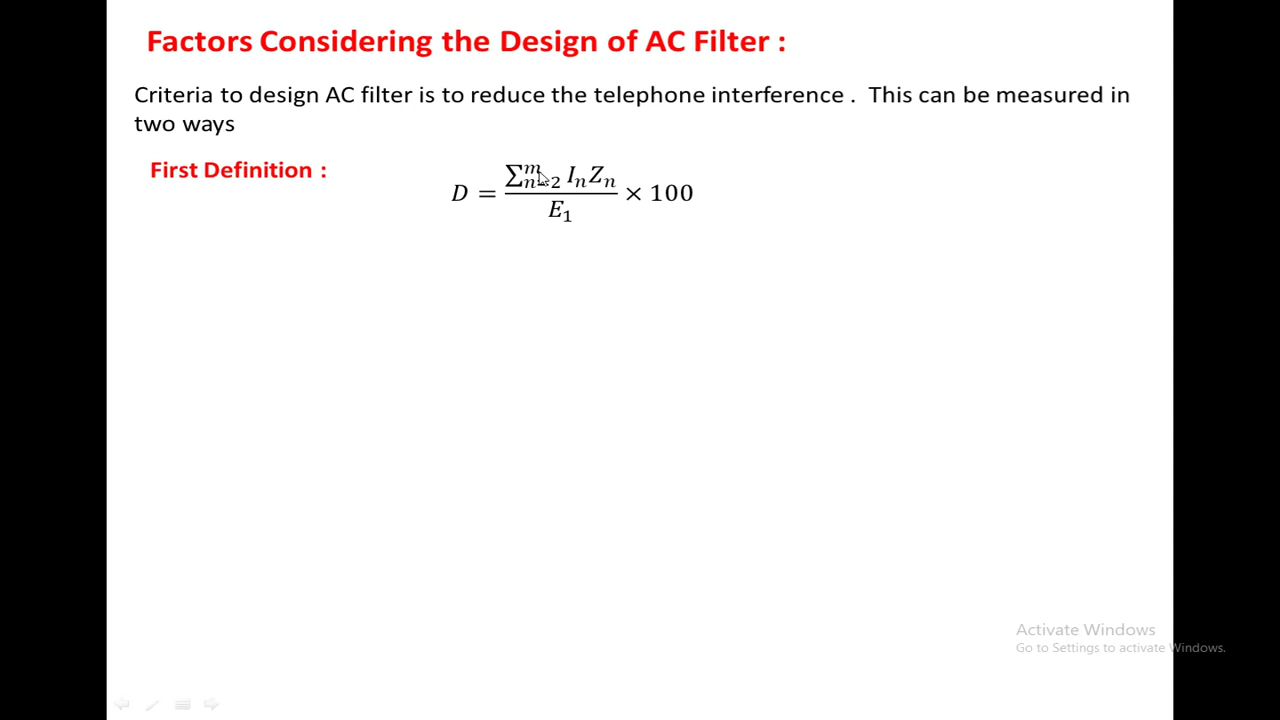 Factors Considering the Design of AC Filter :
Criteria to design AC filter is to reduce the telephone interference .  This can be measured in
two ways
First Definition :
D = \frac{\sum_{n=2}^{m} I_n Z_n}{E_1} × 100
Activate Windows
Go to Settings to activate Windows.